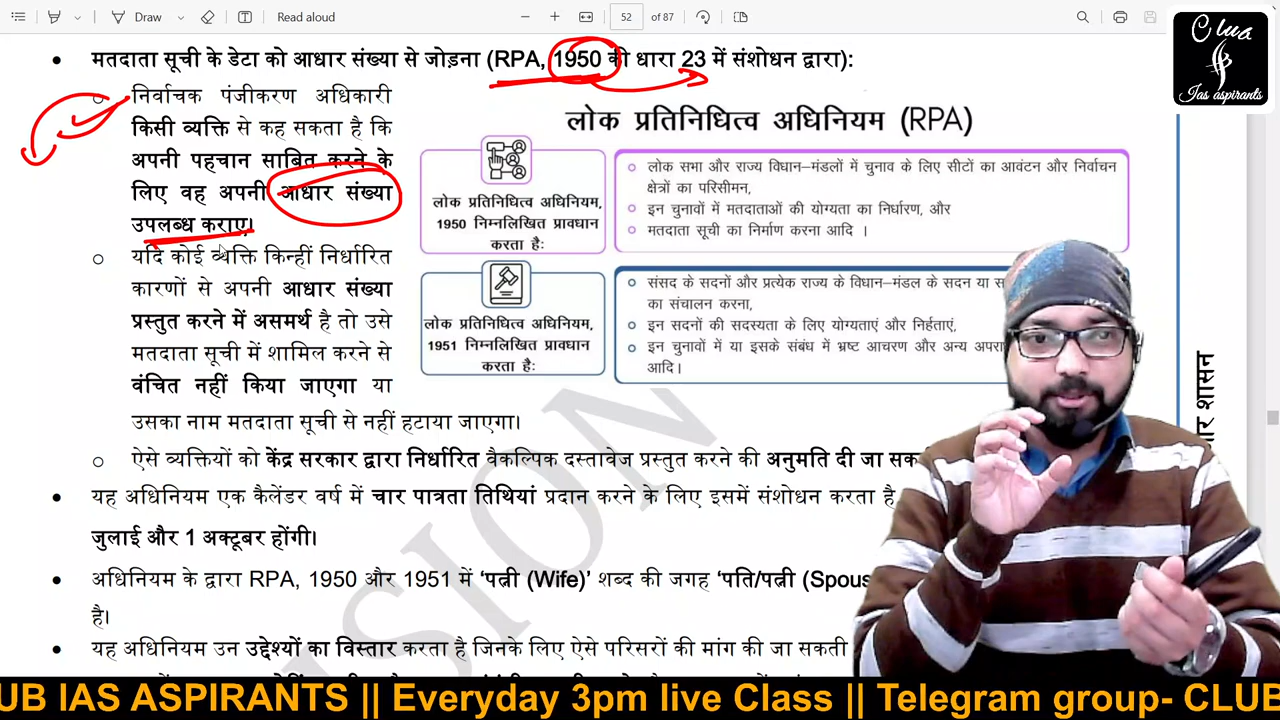 Draw
Read aloud
52
of 87
Clua
Ias aspirants
मतदाता सूची के डेटा को आधार संख्या से जोड़ना (RPA, 1950 की धारा 23 में संशोधन द्वारा):
निर्वाचक पंजीकरण अधिकारी
किसी व्यक्ति से कह सकता है कि
अपनी पहचान साबित करने के
लिए वह अपनी आधार संख्या
उपलब्ध कराए।
यदि कोई व्यक्ति किन्हीं निर्धारित
कारणों से अपनी आधार संख्या
प्रस्तुत करने में असमर्थ है तो उसे
मतदाता सूची में शामिल करने से
वंचित नहीं किया जाएगा या
उसका नाम मतदाता सूची से नहीं हटाया जाएगा।
लोक प्रतिनिधित्व अधिनियम (RPA)
लोक प्रतिनिधित्व अधिनियम,
1950 निम्नलिखित प्रावधान
करता है:
लोक सभा और राज्य विधान–मंडलों में चुनाव के लिए सीटों का आवंटन और निर्वाचन
क्षेत्रों का परिसीमन,
इन चुनावों में मतदाताओं की योग्यता का निर्धारण, और
मतदाता सूची का निर्माण करना आदि ।
लोक प्रतिनिधित्व अधिनियम,
1951 निम्नलिखित प्रावधान
करता है:
संसद के सदनों और प्रत्येक राज्य के विधान–मंडल के सदन या
का संचालन करना,
इन सदनों की सदस्यता के लिए योग्यताएं और निर्हताएं,
इन चुनावों में या इसके संबंध में भ्रष्ट आचरण और अन्य
आदि।
ऐसे व्यक्तियों को केंद्र सरकार द्वारा निर्धारित वैकल्पिक दस्तावेज प्रस्तुत करने की अनुमति दी जा
यह अधिनियम एक कैलेंडर वर्ष में चार पात्रता तिथियां प्रदान करने के लिए इसमें संशोधन करता है
जुलाई और 1 अक्टूबर होंगी।
अधिनियम के द्वारा RPA, 1950 और 1951 में ‘पत्नी (Wife)’ शब्द की जगह ‘पति/पत्नी (Spous
है।
यह अधिनियम उन उद्देश्यों का विस्तार करता है जिनके लिए ऐसे परिसरों की मांग की जा सकती
ISION
शासन
CLUB IAS ASPIRANTS || Everyday 3pm live Class || Telegram group- CLUB